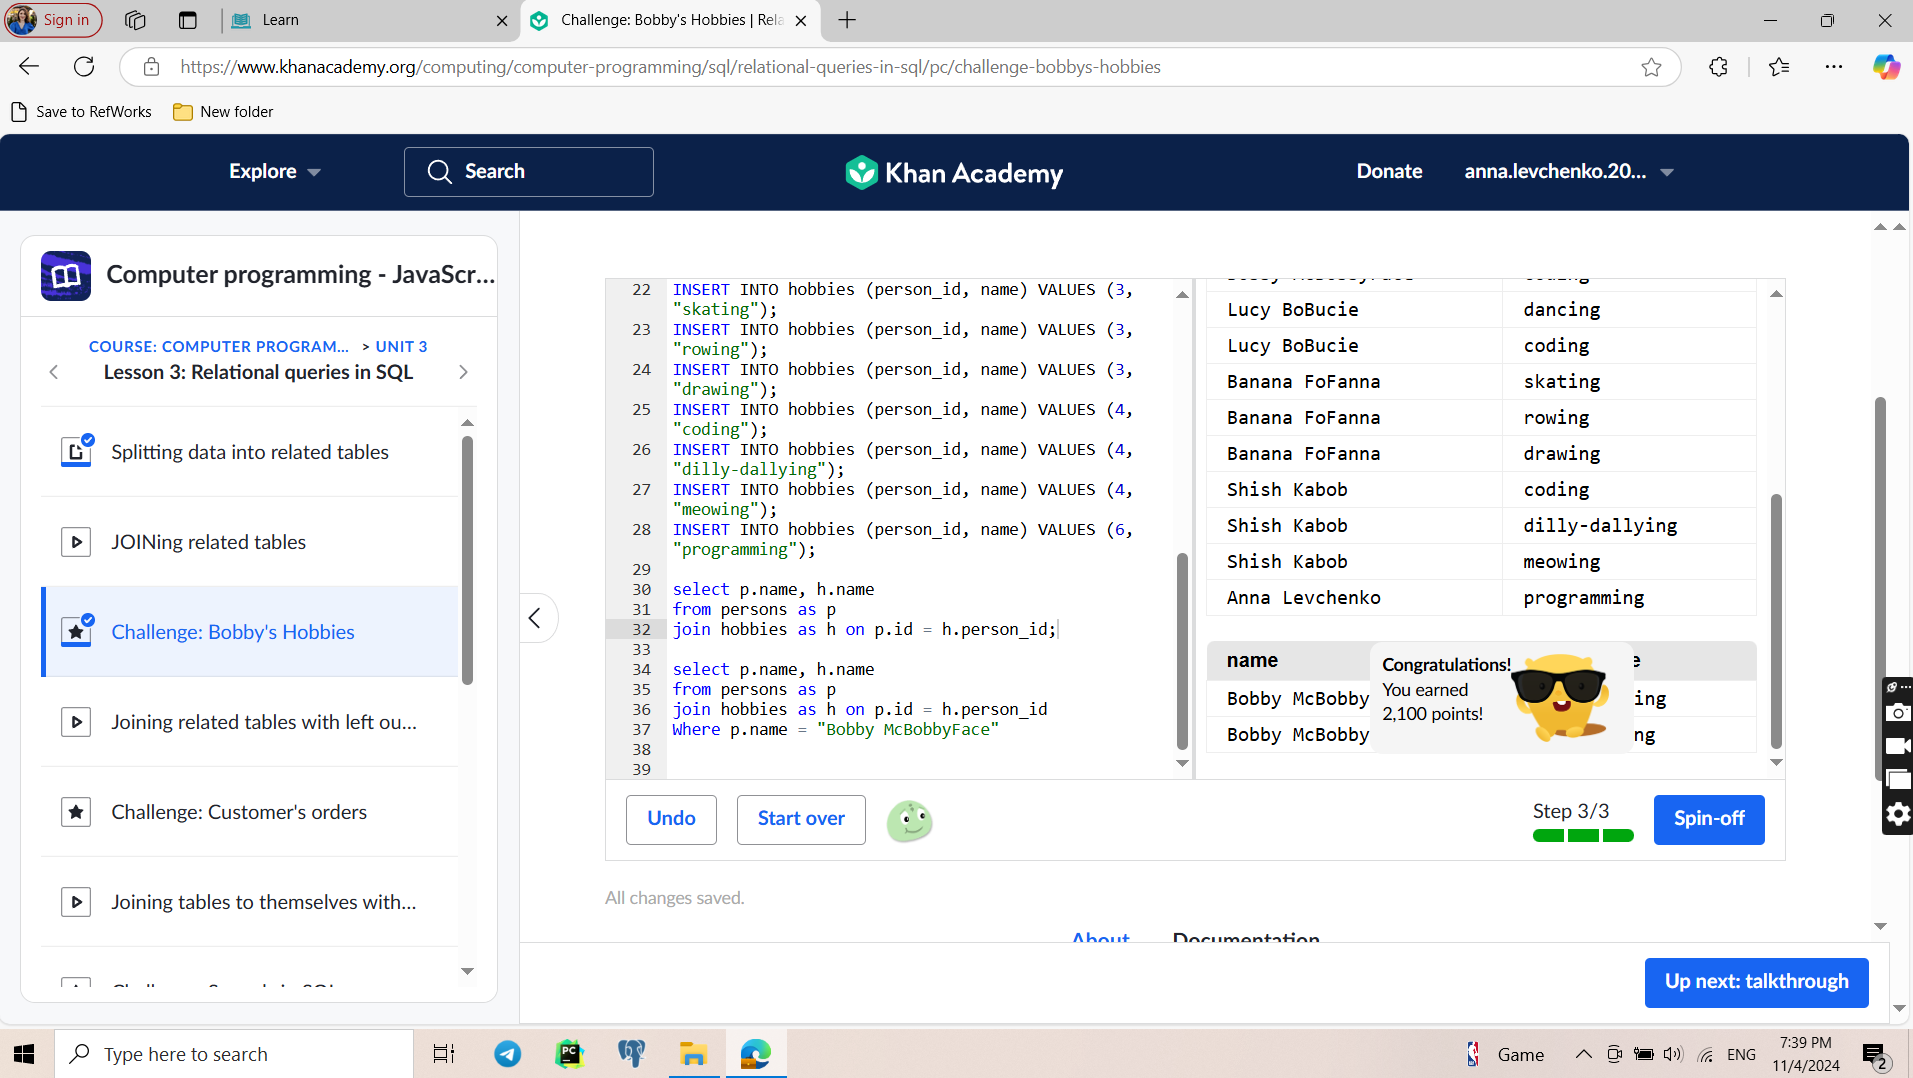 Sign in
Learn
Challenge: Bobby's Hobbies | Rela
https://www.khanacademy.org/computing/computer-programming/sql/relational-queries-in-sql/pc/challenge-bobbys-hobbies
Save to RefWorks
New folder
Explore
Search
Khan Academy
Donate
anna.levchenko.20...
Computer programming - JavaScr...
COURSE: COMPUTER PROGRAM... > UNIT 3
Lesson 3: Relational queries in SQL
Splitting data into related tables
JOINing related tables
Challenge: Bobby's Hobbies
Joining related tables with left ou...
Challenge: Customer's orders
Joining tables to themselves with...
22 INSERT INTO hobbies (person_id, name) VALUES (3,
"skating");
23 INSERT INTO hobbies (person_id, name) VALUES (3,
"rowing");
24 INSERT INTO hobbies (person_id, name) VALUES (3,
"drawing");
25 INSERT INTO hobbies (person_id, name) VALUES (4,
"coding");
26 INSERT INTO hobbies (person_id, name) VALUES (4,
"dilly-dallying");
27 INSERT INTO hobbies (person_id, name) VALUES (4,
"meowing");
28 INSERT INTO hobbies (person_id, name) VALUES (6,
"programming");
29
30 select p.name, h.name
31 from persons as p
32 join hobbies as h on p.id = h.person_id;
33
34 select p.name, h.name
35 from persons as p
36 join hobbies as h on p.id = h.person_id
37 Where p.name = "Bobby McBobbyFace"
38
39
Lucy BoBucie dancing
Lucy BoBucie coding
Banana FoFanna skating
Banana FoFanna rowing
Banana FoFanna drawing
Shish Kabob coding
Shish Kabob dilly-dallying
Shish Kabob meowing
Anna Levchenko programming
name e
Bobby McBobby ing
Bobby McBobby ng
Congratulations!
You earned
2,100 points!
Undo
Start over
Step 3/3
Spin-off
All changes saved.
About
Documentation
Up next: talkthrough
Type here to search
PC
Game
ENG
7:39 PM
11/4/2024
2